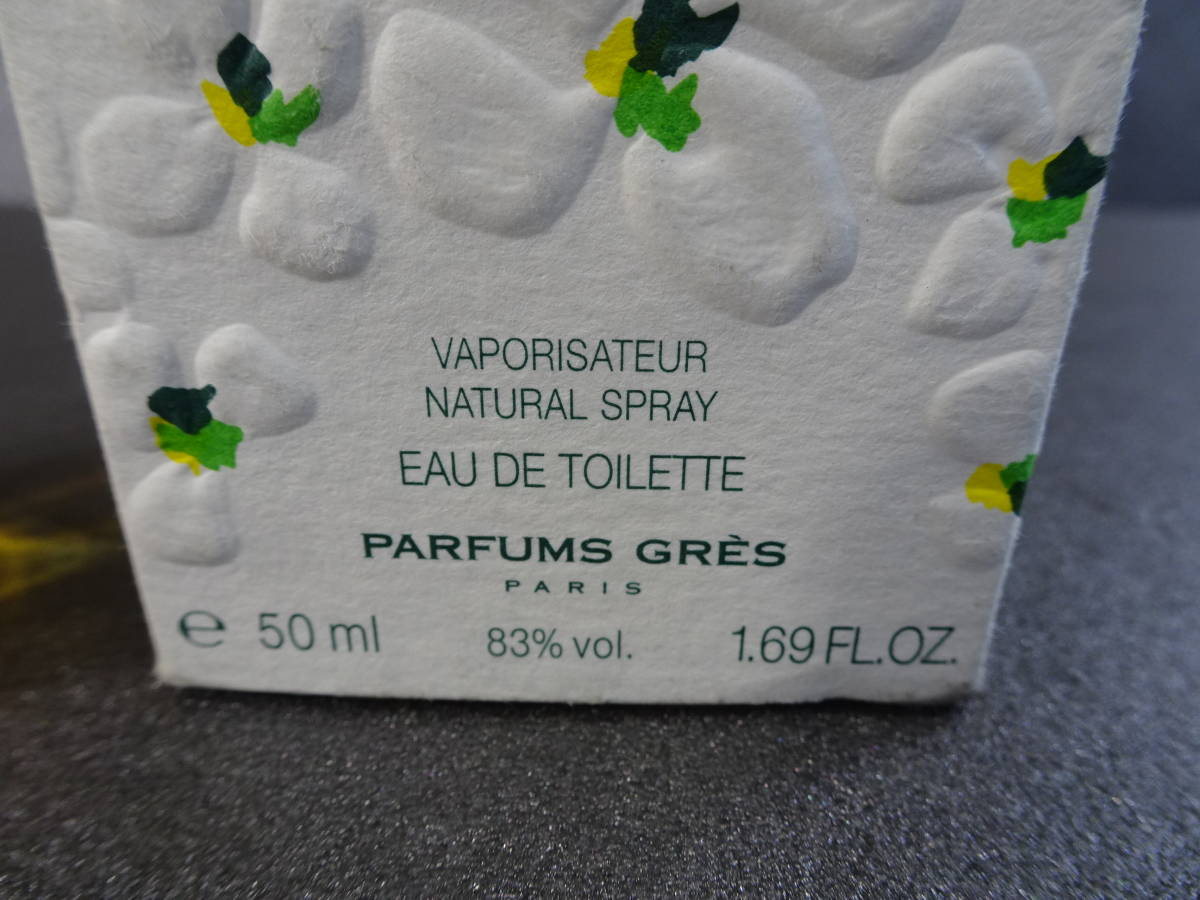 VAPORISATEUR
NATURAL SPRAY
EAU DE TOILETTE
PARFUMS GRÈS
PARIS
℮ 50 ml 83% vol. 1.69 FL.OZ.